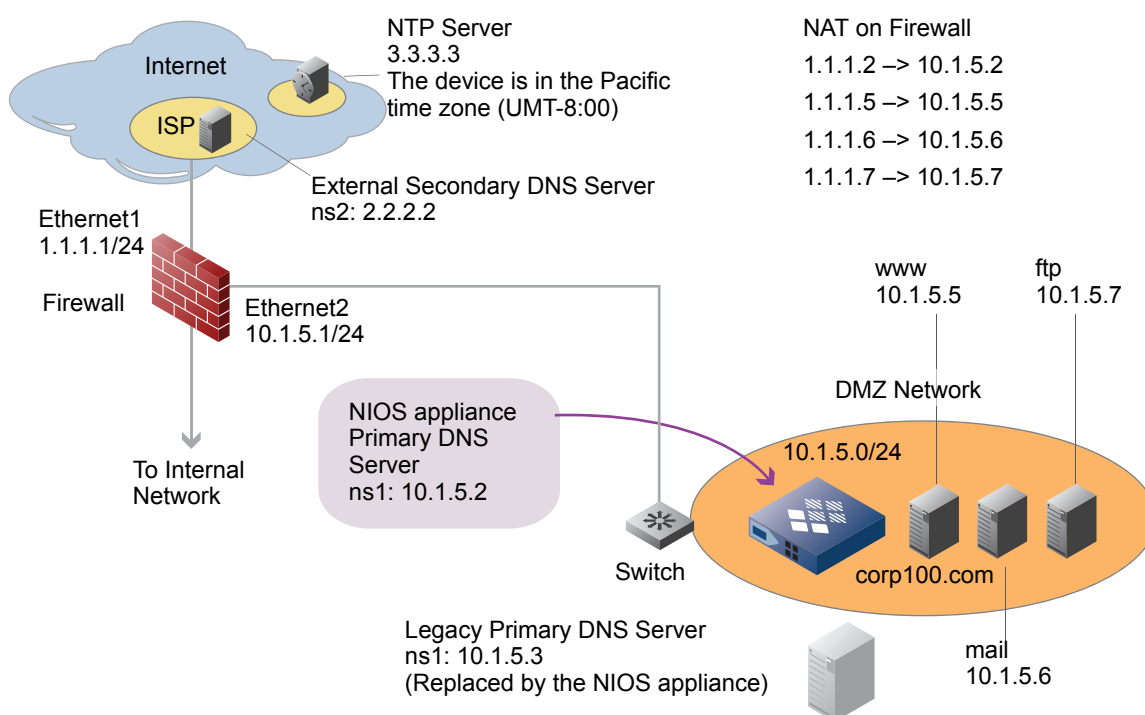 NTP Server
3.3.3.3
The device is in the Pacific
time zone (UMT-8:00)
Internet
ISP
NAT on Firewall
1.1.1.2 –> 10.1.5.2
1.1.1.5 –> 10.1.5.5
1.1.1.6 –> 10.1.5.6
1.1.1.7 –> 10.1.5.7
External Secondary DNS Server
ns2: 2.2.2.2
Ethernet1
1.1.1.1/24
Firewall
Ethernet2
10.1.5.1/24
www
10.1.5.5
ftp
10.1.5.7
To Internal
Network
NIOS appliance
Primary DNS
Server
ns1: 10.1.5.2
DMZ Network
10.1.5.0/24
Switch
corp100.com
Legacy Primary DNS Server
ns1: 10.1.5.3
(Replaced by the NIOS appliance)
mail
10.1.5.6